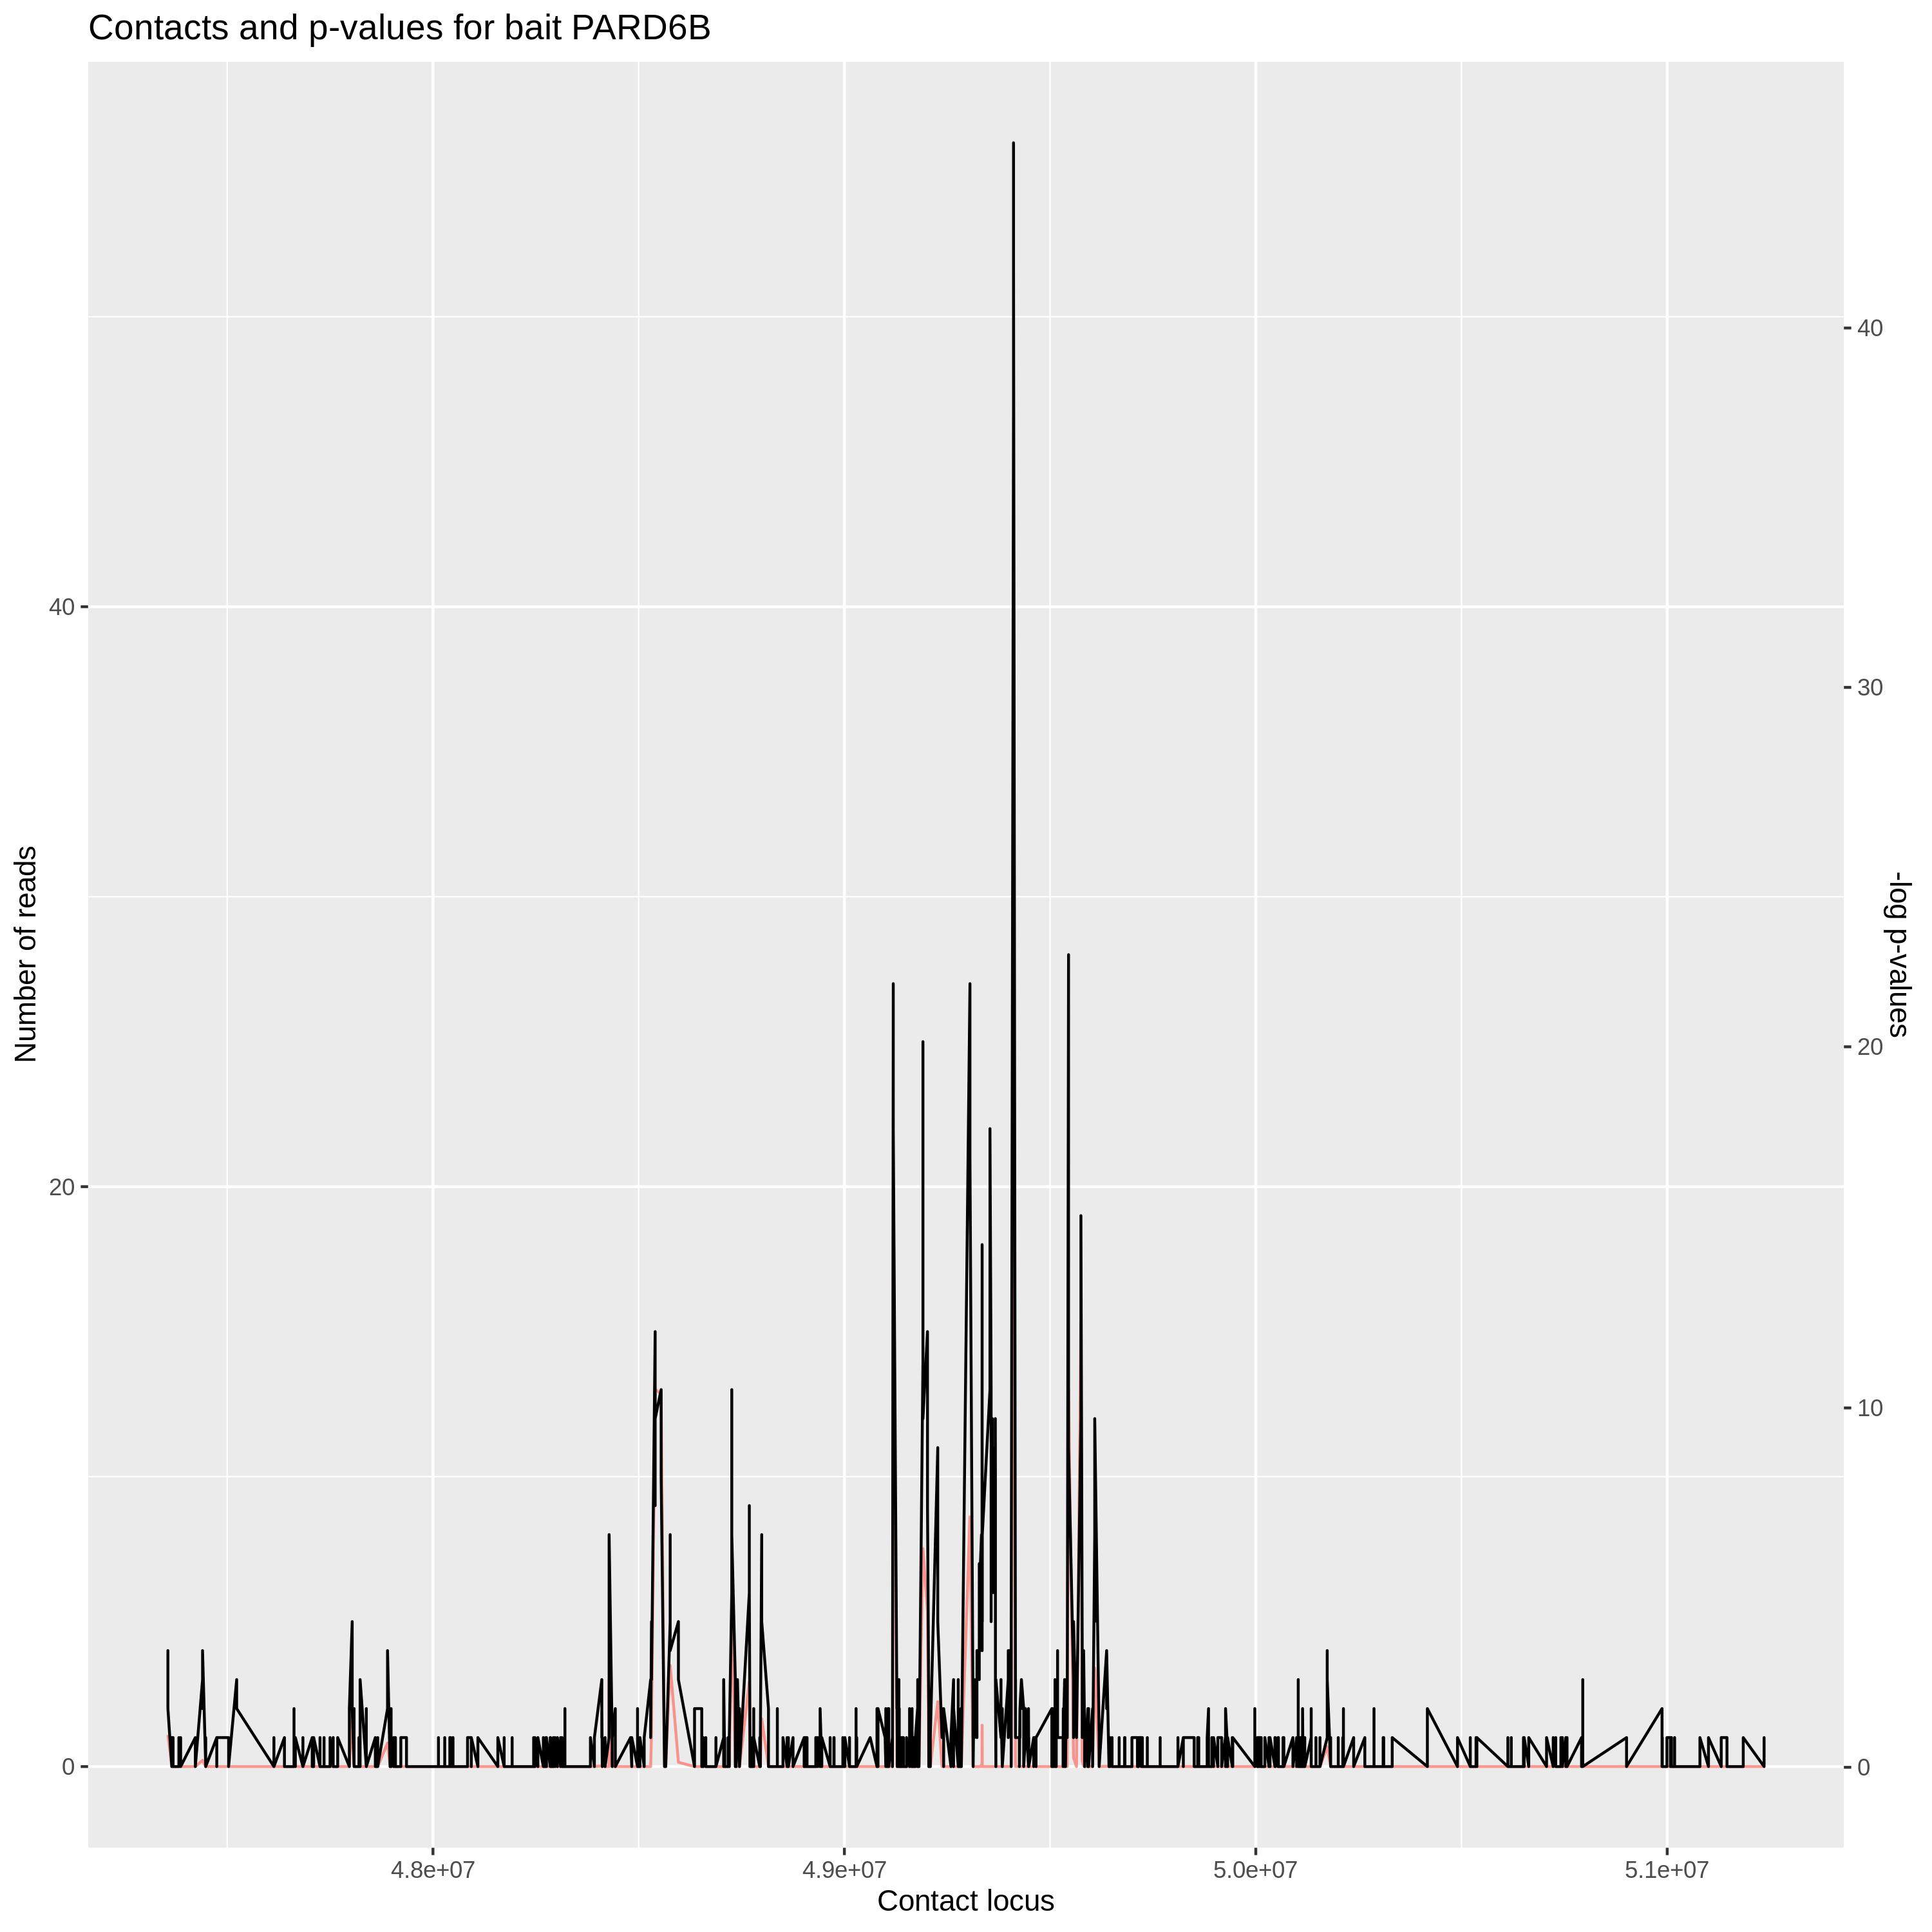 Contacts and p-values for bait PARD6B
Number of reads
40
20
0
-log p-values
40
30
20
10
0
4.8e+07
4.9e+07
5.0e+07
5.1e+07
Contact locus